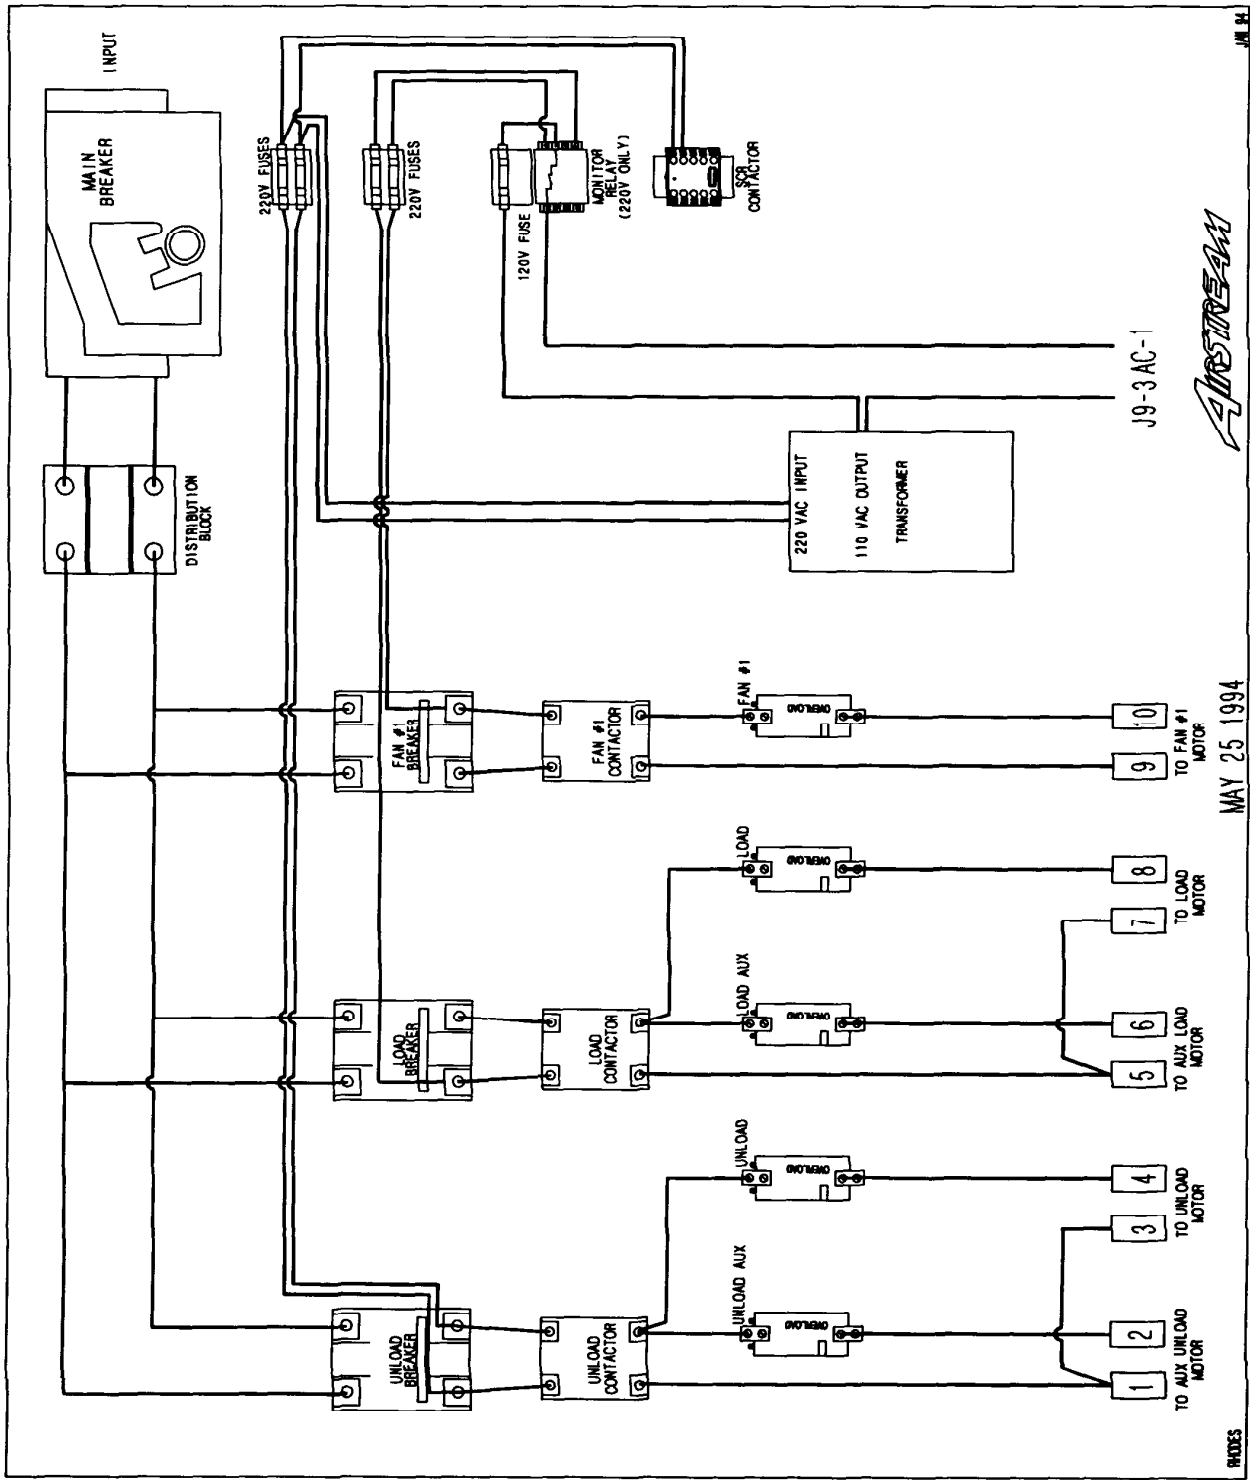 INPUT
MAIN
BREAKER
DISTRIBUTION
BLOCK
220V FUSES
220V FUSES
120V FUSE
MONITOR
RELAY
(220V ONLY)
SCR
CONTACTOR
220 VAC INPUT
110 VAC OUTPUT
TRANSFORMER
J9-3 AC-1
FAN #1
BREAKER
FAN #1
CONTACTOR
FAN #1
OVERLOAD
10
9
TO FAN #1
MOTOR
LOAD
BREAKER
LOAD
CONTACTOR
LOAD
OVERLOAD
LOAD AUX
OVERLOAD
8
7
TO LOAD
MOTOR
6
5
TO AUX LOAD
MOTOR
UNLOAD
BREAKER
UNLOAD
CONTACTOR
UNLOAD
OVERLOAD
UNLOAD AUX
OVERLOAD
4
3
TO UNLOAD
MOTOR
2
1
TO AUX UNLOAD
MOTOR
RHODES
MAY 25 1994
AIRSTREAM
JAN 94